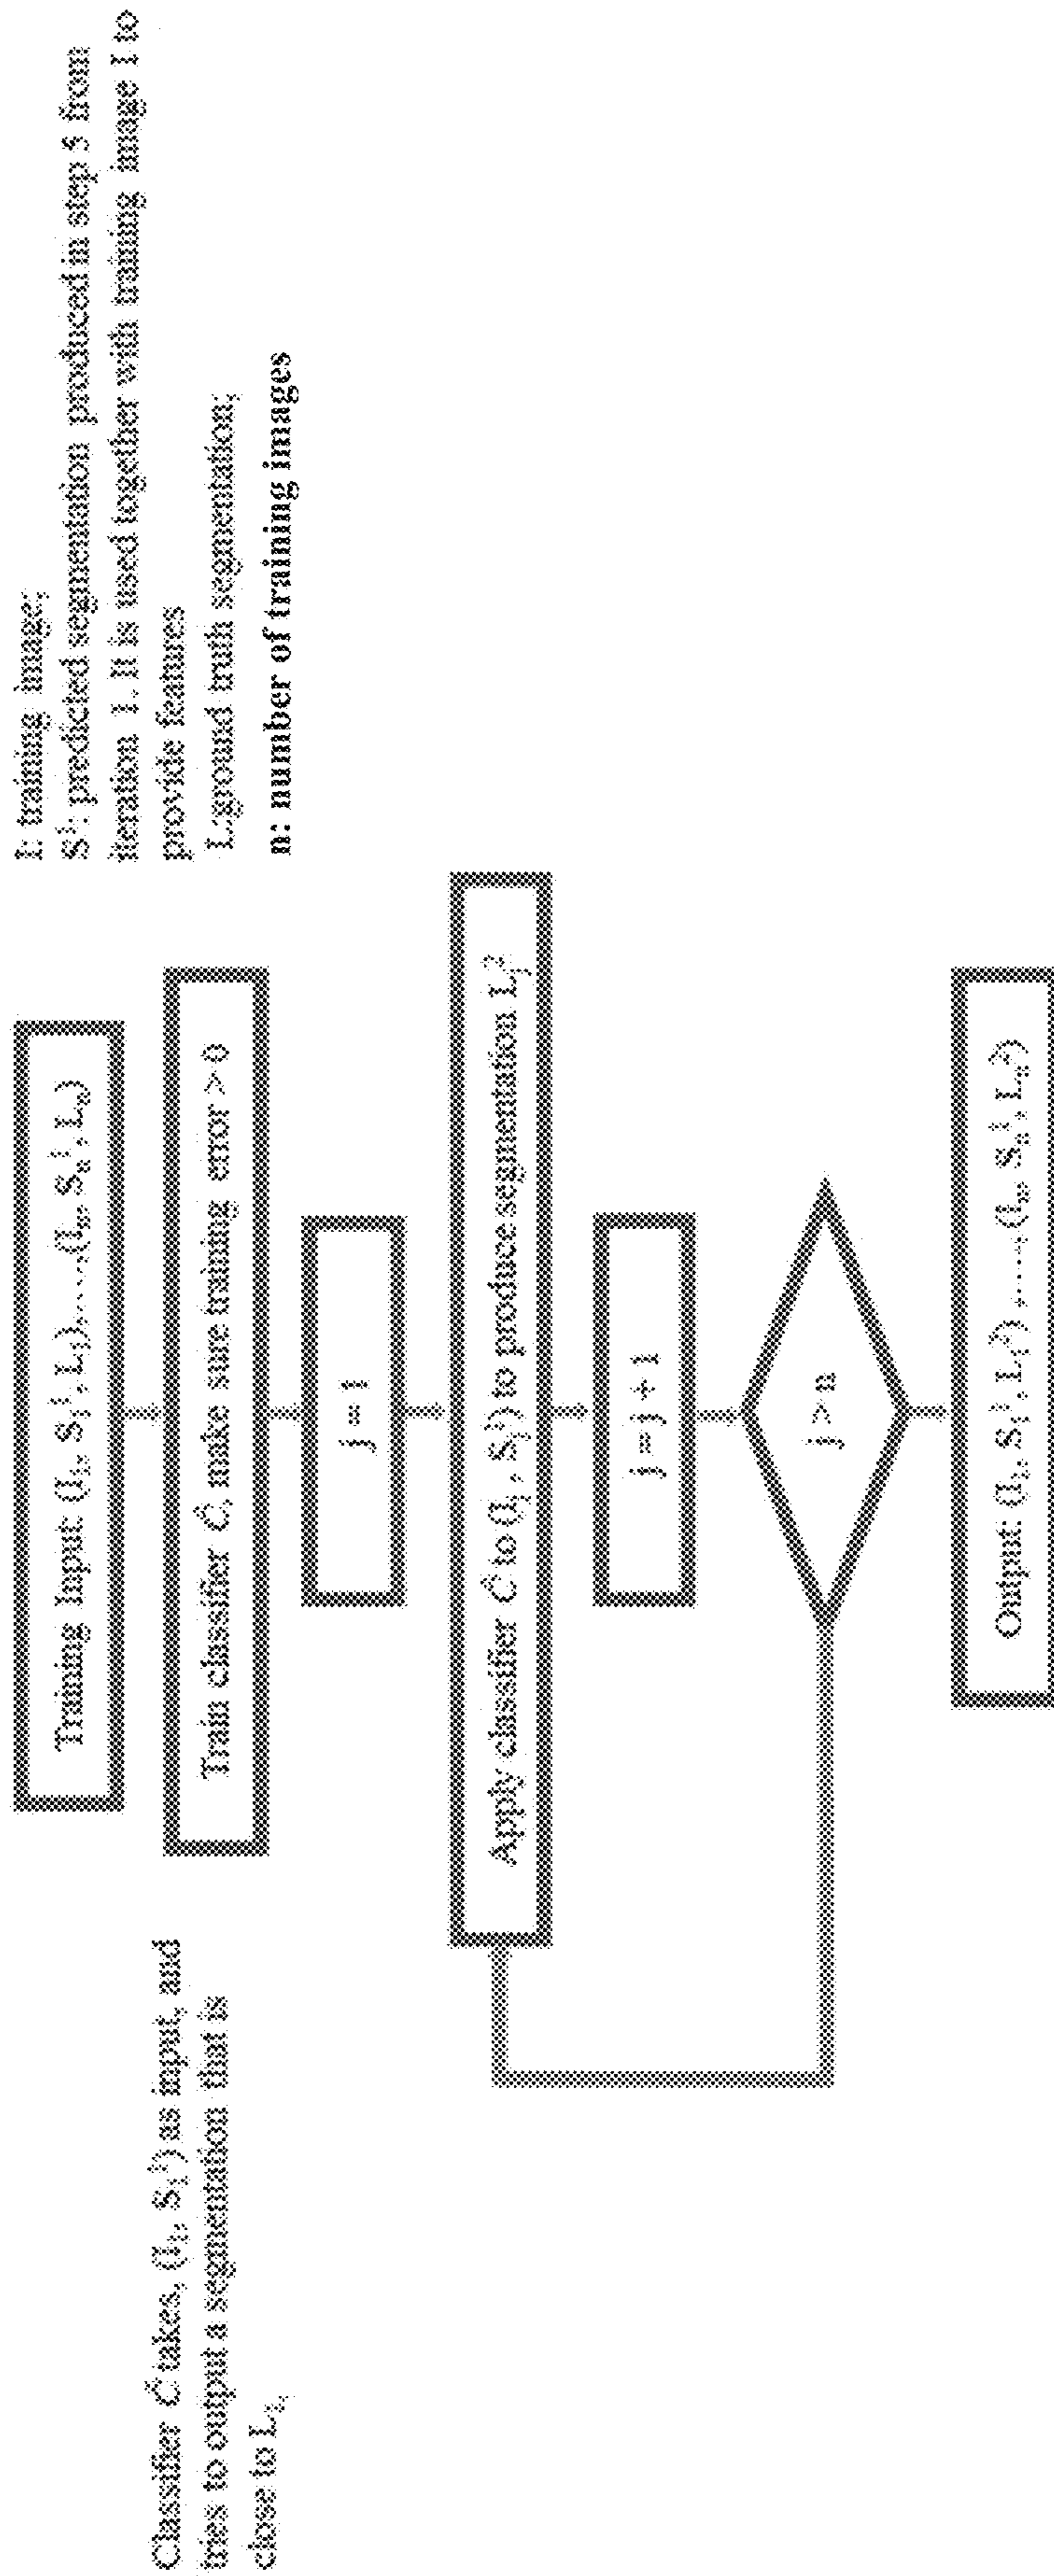 I: training image;
S¹: predicted segmentation produced in step 5 from
iteration 1. It is used together with training image I to
provide features
L:ground truth segmentation;
n: number of training images
Training Input (I₁, S₁¹, L₁),…,(Iₙ, Sₙ¹, Lₙ)
Classifier Ĉ takes, (I₁, S₁¹) as input, and
tries to output a segmentation that is
close to L₁,
Train classifier Ĉ, make sure training error > 0
j = 1
Apply classifier Ĉ to (Iⱼ, Sⱼ¹) to produce segmentation Lⱼ²
j = j + 1
j > n
Output: (I₁, S₁¹, L₁²) ,…,(Iₙ, Sₙ¹, Lₙ²)